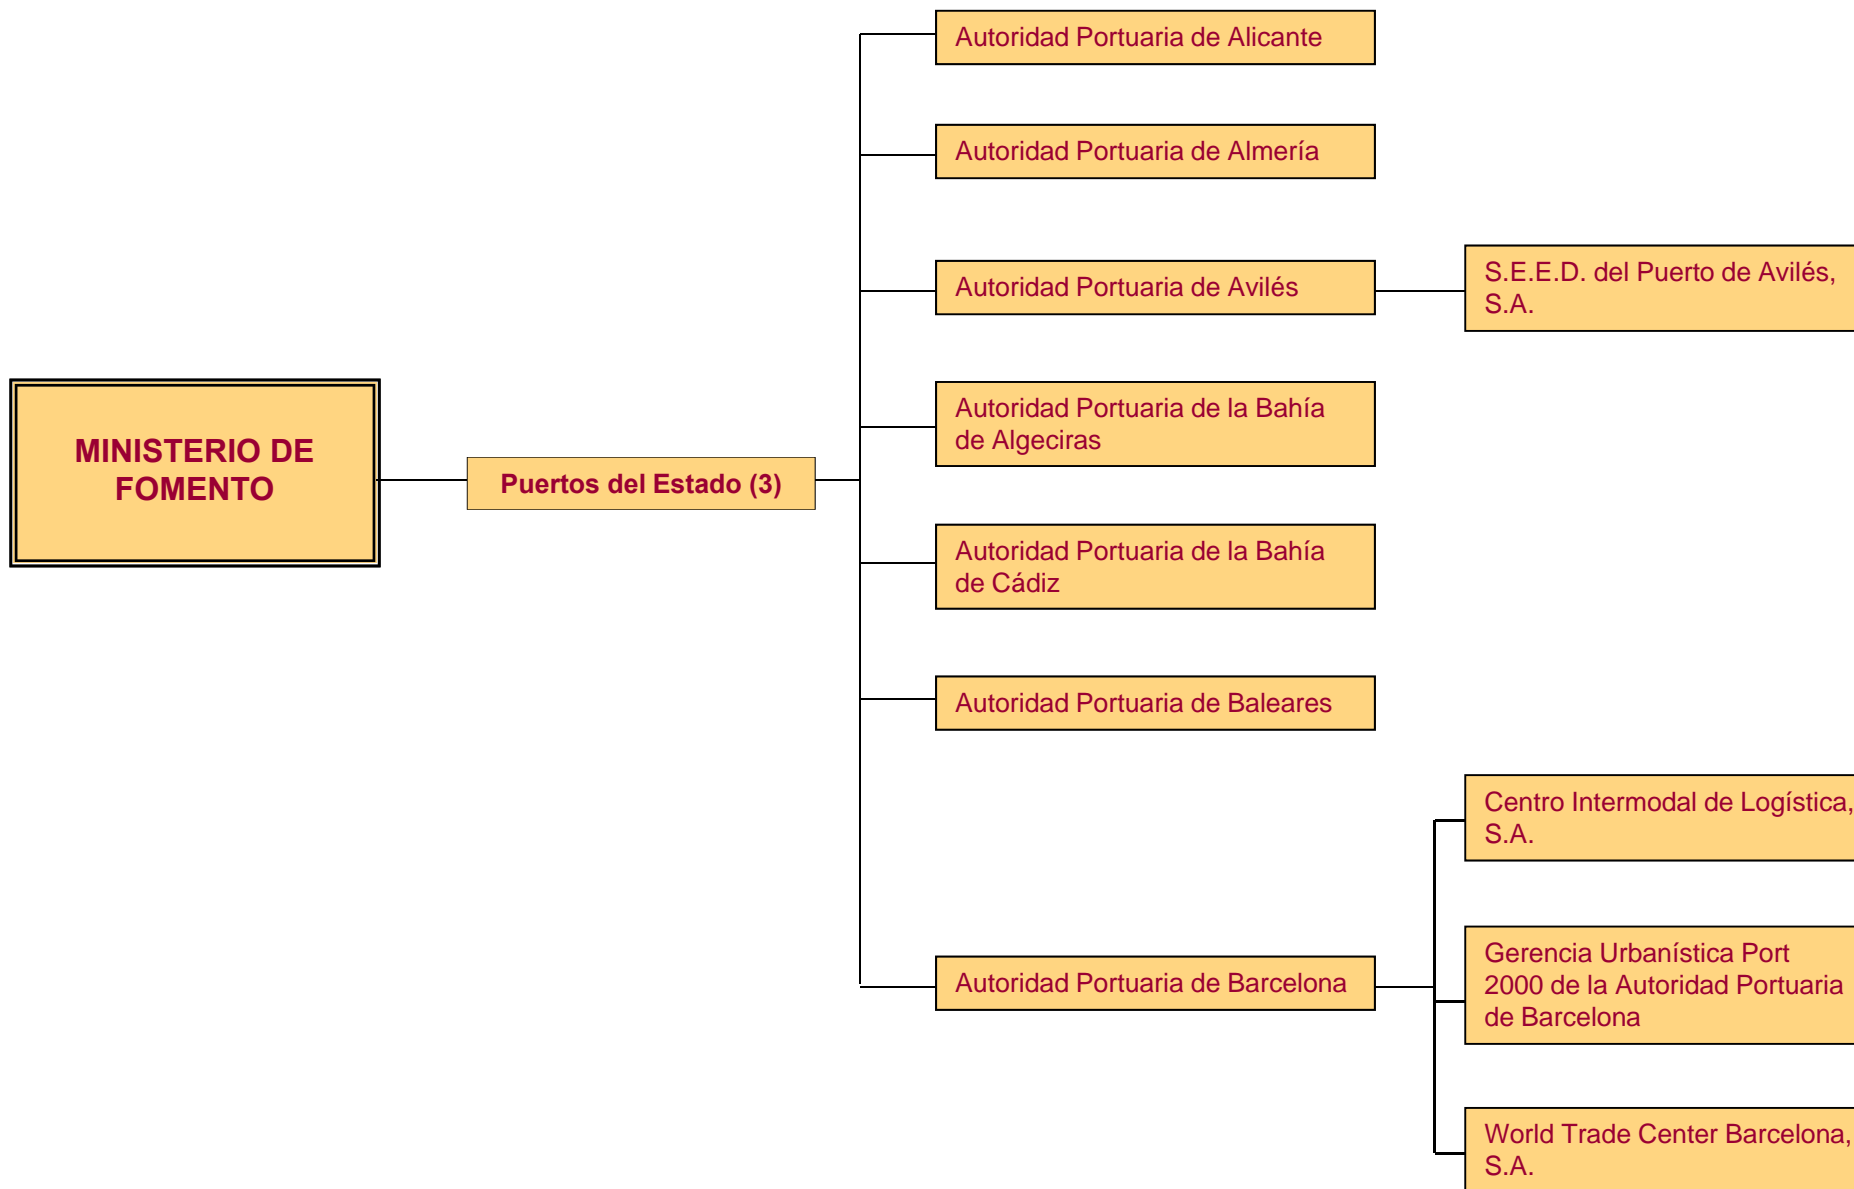 Autoridad Portuaria de Alicante
Autoridad Portuaria de Almería
Autoridad Portuaria de Avilés
S.E.E.D. del Puerto de Avilés,
S.A.
Autoridad Portuaria de la Bahía
de Algeciras
MINISTERIO DE
FOMENTO
Puertos del Estado (3)
Autoridad Portuaria de la Bahía
de Cádiz
Autoridad Portuaria de Baleares
Centro Intermodal de Logística,
S.A.
Autoridad Portuaria de Barcelona
Gerencia Urbanística Port
2000 de la Autoridad Portuaria
de Barcelona
World Trade Center Barcelona,
S.A.